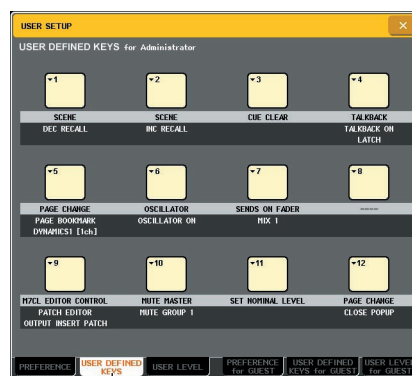 USER SETUP
USER DEFINED KEYS for Administrator
1 2 3 4
SCENE SCENE CUE CLEAR TALKBACK
DEC RECALL INC RECALL TALKBACK ON
LATCH
5 6 7 8
PAGE CHANGE OSCILLATOR SENDS ON FADER ----
PAGE BOOKMARK OSCILLATOR ON MIX 1
DYNAMICS1 [1ch]
9 10 11 12
M7CL EDITOR CONTROL MUTE MASTER SET NOMINAL LEVEL PAGE CHANGE
PATCH EDITOR MUTE GROUP 1 CLOSE POPUP
OUTPUT INSERT PATCH
PREFERENCE USER DEFINED KEYS USER LEVEL PREFERENCE for GUEST USER DEFINED KEYS for GUEST USER LEVEL for GUEST